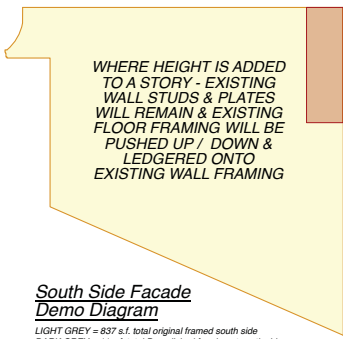 WHERE HEIGHT IS ADDED
TO A STORY - EXISTING
WALL STUDS & PLATES
WILL REMAIN & EXISTING
FLOOR FRAMING WILL BE
PUSHED UP / DOWN &
LEDGERED ONTO
EXISTING WALL FRAMING
South Side Facade
Demo Diagram
LIGHT GREY = 837 s.f. total original framed south side